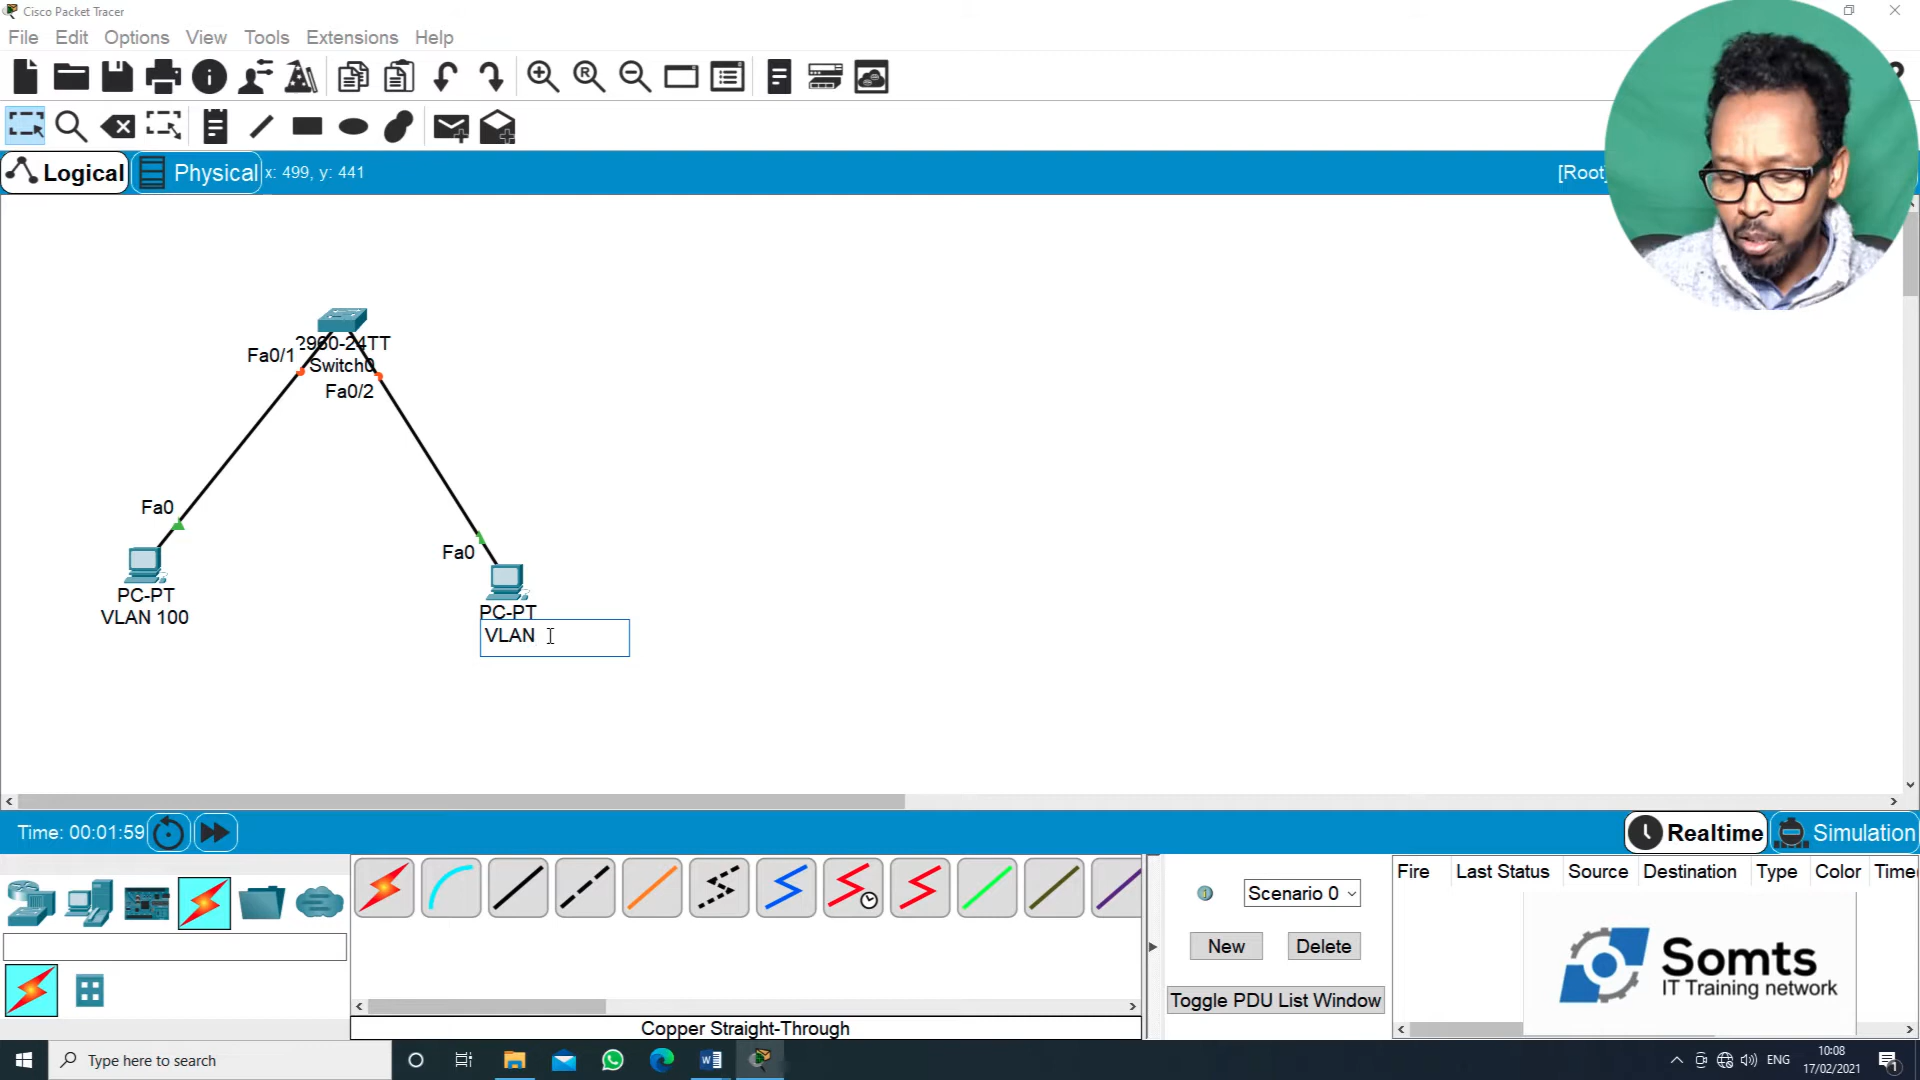 Cisco Packet Tracer
File Edit Options View Tools Extensions Help
Logical Physical x: 499, y: 441 [Root]
2960-24TT
Fa0/1
Switch0
Fa0/2
Fa0
Fa0
PC-PT
VLAN 100
PC-PT
VLAN
Time: 00:01:59 Realtime Simulation
Fire Last Status Source Destination Type Color Time
Scenario 0
New Delete
Toggle PDU List Window
Somts
IT Training network
Copper Straight-Through
Type here to search
ENG
10:08
17/02/2021
1